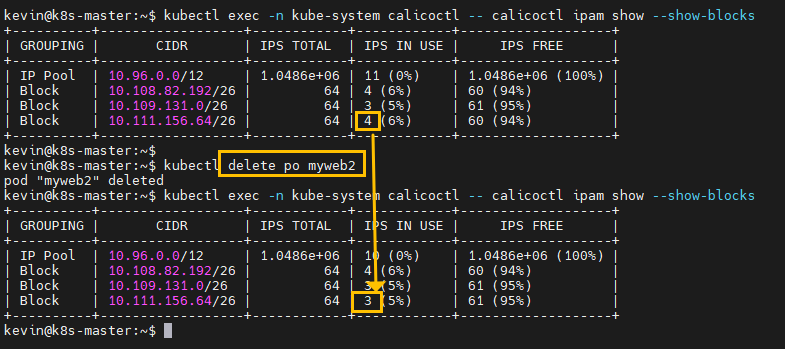 kevin@k8s-master:~$ kubectl exec -n kube-system calicoctl -- calicoctl ipam show --show-blocks
+----------+------------------+------------+------------+-------------------+
| GROUPING |       CIDR       | IPS TOTAL  | IPS IN USE |     IPS FREE      |
+----------+------------------+------------+------------+-------------------+
| IP Pool  | 10.96.0.0/12     | 1.0486e+06 | 11 (0%)    | 1.0486e+06 (100%) |
| Block    | 10.108.82.192/26 |         64 | 4 (6%)     | 60 (94%)          |
| Block    | 10.109.131.0/26  |         64 | 3 (5%)     | 61 (95%)          |
| Block    | 10.111.156.64/26 |         64 | 4 (6%)     | 60 (94%)          |
+----------+------------------+------------+------------+-------------------+
kevin@k8s-master:~$
kevin@k8s-master:~$ kubectl delete po myweb2
pod "myweb2" deleted
kevin@k8s-master:~$ kubectl exec -n kube-system calicoctl -- calicoctl ipam show --show-blocks
+----------+------------------+------------+------------+-------------------+
| GROUPING |       CIDR       | IPS TOTAL  | IPS IN USE |     IPS FREE      |
+----------+------------------+------------+------------+-------------------+
| IP Pool  | 10.96.0.0/12     | 1.0486e+06 | 10 (0%)    | 1.0486e+06 (100%) |
| Block    | 10.108.82.192/26 |         64 | 4 (6%)     | 60 (94%)          |
| Block    | 10.109.131.0/26  |         64 | 3 (5%)     | 61 (95%)          |
| Block    | 10.111.156.64/26 |         64 | 3 (5%)     | 61 (95%)          |
+----------+------------------+------------+------------+-------------------+
kevin@k8s-master:~$